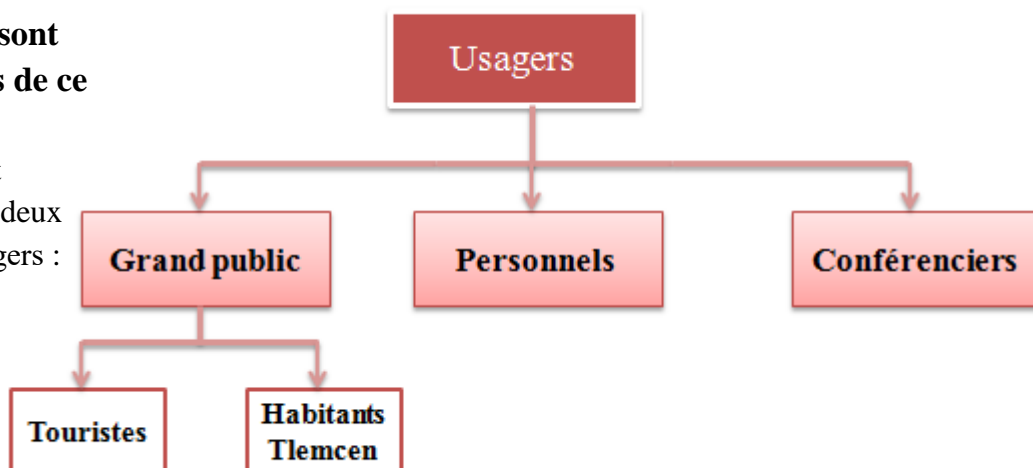 sont
s de ce
t
deux
gers :
Usagers
Grand public
Personnels
Conférenciers
Touristes
Habitants
Tlemcen